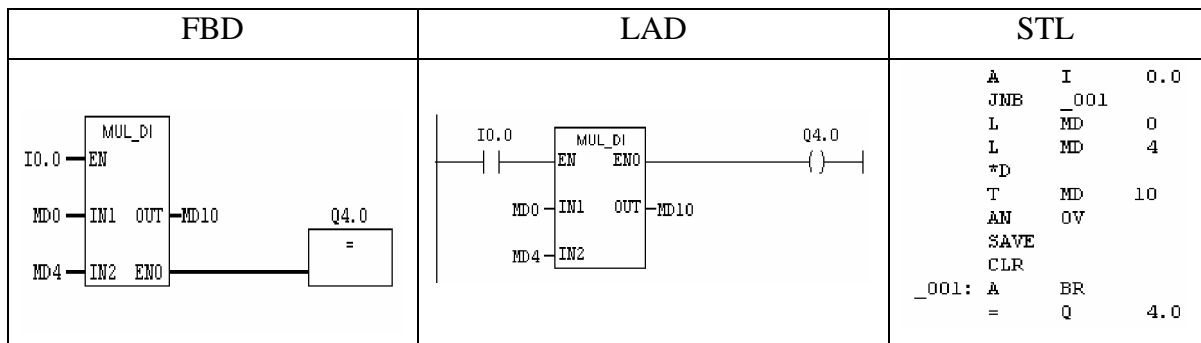 FBD LAD STL
MUL_DI
I0.0 EN
MD0 IN1 OUT MD10 Q4.0
=
MD4 IN2 ENO
I0.0 MUL_DI Q4.0
EN ENO
MD0 IN1 OUT MD10
MD4 IN2
A I 0.0
JNB _001
L MD 0
L MD 4
*D
T MD 10
AN OV
SAVE
CLR
_001: A BR
= Q 4.0